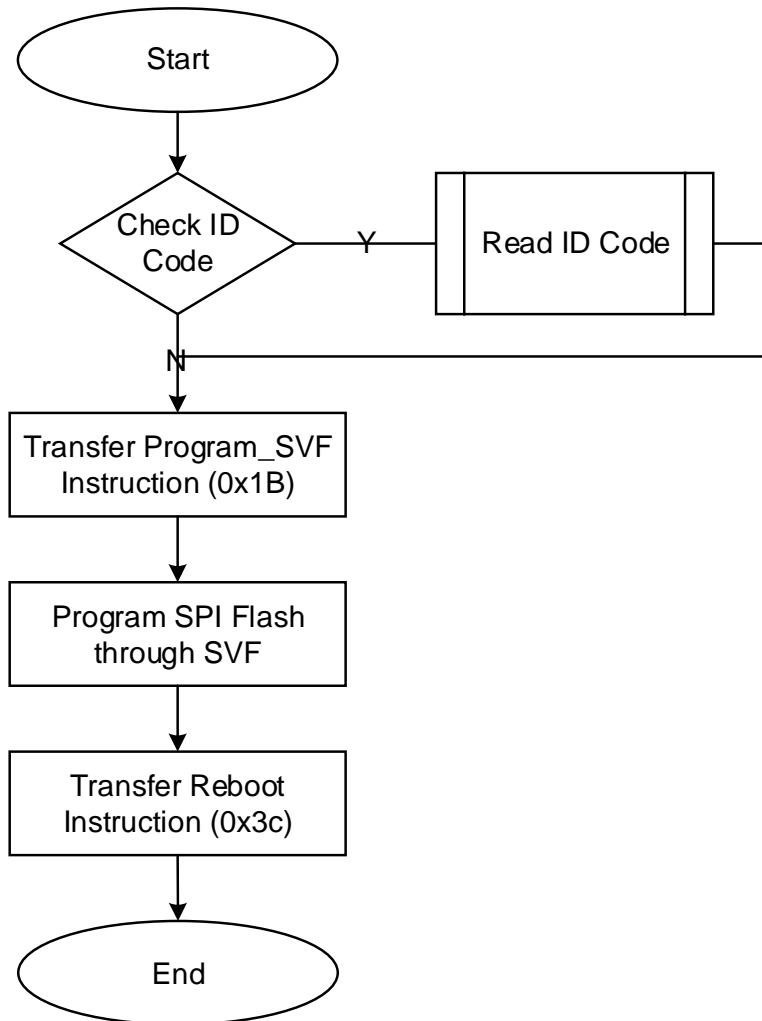 Start
Check ID
Code
Y
Read ID Code
N
Transfer Program_SVF
Instruction (0x1B)
Program SPI Flash
through SVF
Transfer Reboot
Instruction (0x3c)
End